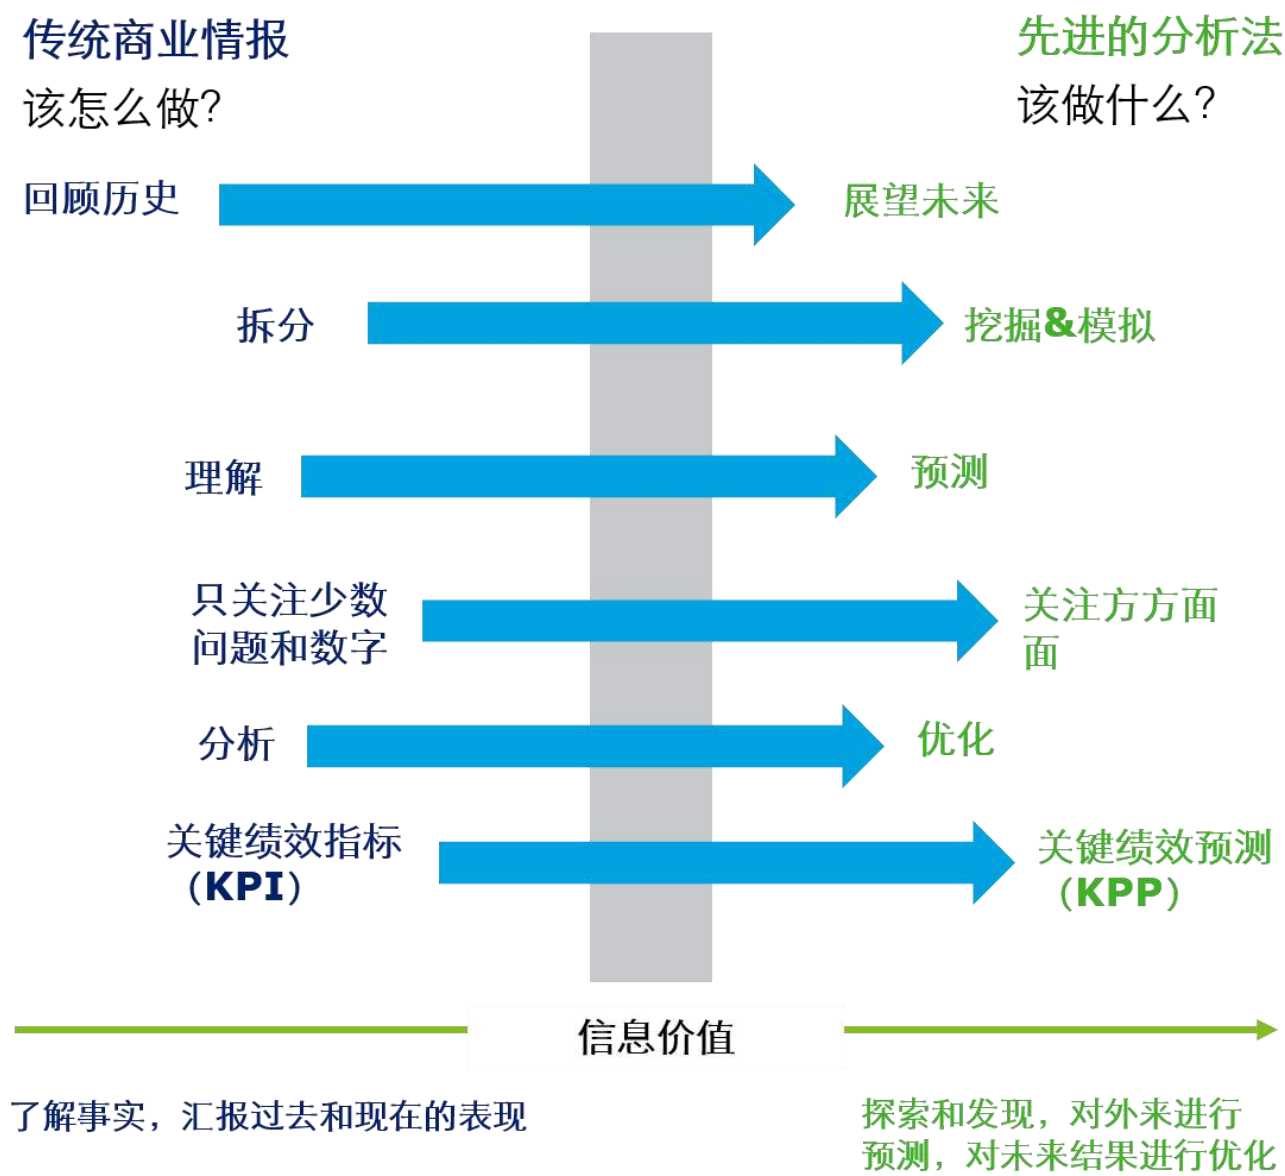 传统商业情报
先进的分析法
该怎么做？
该做什么？
回顾历史
展望未来
拆分
挖掘&模拟
理解
预测
只关注少数
问题和数字
关注方方面
面
分析
优化
关键绩效指标
（KPI）
关键绩效预测
（KPP）
信息价值
了解事实，汇报过去和现在的表现
探索和发现，对外来进行
预测，对未来结果进行优化